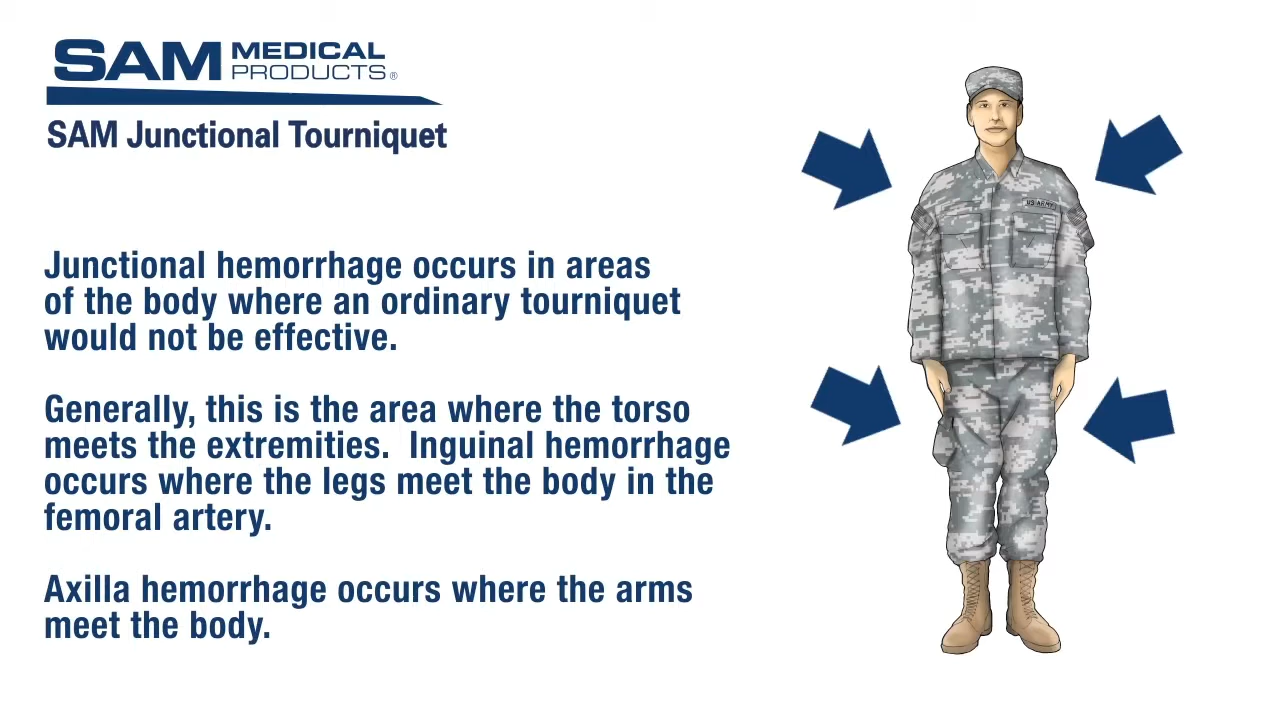 SAM MEDICAL
PRODUCTS®
SAM Junctional Tourniquet
Junctional hemorrhage occurs in areas
of the body where an ordinary tourniquet
would not be effective.
Generally, this is the area where the torso
meets the extremities.  Inguinal hemorrhage
occurs where the legs meet the body in the
femoral artery.
Axilla hemorrhage occurs where the arms
meet the body.
US ARMY